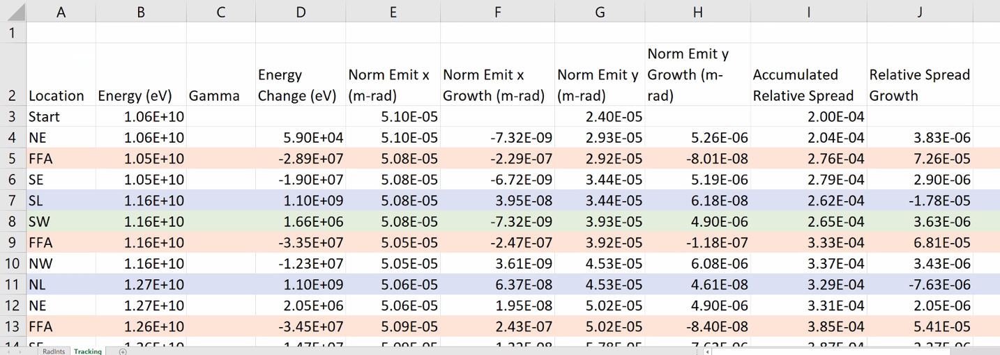 A B C D E F G H I J
1
Norm Emit y
Energy Norm Emit x Norm Emit x Norm Emit y Growth (m- Accumulated Relative Spread
2 Location Energy (eV) Gamma Change (eV) (m-rad) Growth (m-rad) (m-rad) rad) Relative Spread Growth
3 Start 1.06E+10 5.10E-05 2.40E-05 2.00E-04
4 NE 1.06E+10 5.90E+04 5.10E-05 -7.32E-09 2.93E-05 5.26E-06 2.04E-04 3.83E-06
5 FFA 1.05E+10 -2.89E+07 5.08E-05 -2.29E-07 2.92E-05 -8.01E-08 2.76E-04 7.26E-05
6 SE 1.05E+10 -1.90E+07 5.08E-05 -6.72E-09 3.44E-05 5.19E-06 2.79E-04 2.90E-06
7 SL 1.16E+10 1.10E+09 5.08E-05 3.95E-08 3.44E-05 6.18E-08 2.62E-04 -1.78E-05
8 SW 1.16E+10 1.66E+06 5.08E-05 -7.32E-09 3.93E-05 4.90E-06 2.65E-04 3.63E-06
9 FFA 1.16E+10 -3.35E+07 5.05E-05 -2.47E-07 3.92E-05 -1.18E-07 3.33E-04 6.81E-05
10 NW 1.16E+10 -1.23E+07 5.05E-05 3.61E-09 4.53E-05 6.08E-06 3.37E-04 3.43E-06
11 NL 1.27E+10 1.10E+09 5.06E-05 6.37E-08 4.53E-05 4.61E-08 3.29E-04 -7.63E-06
12 NE 1.27E+10 2.05E+06 5.06E-05 1.95E-08 5.02E-05 4.90E-06 3.31E-04 2.05E-06
13 FFA 1.26E+10 -3.45E+07 5.09E-05 2.43E-07 5.02E-05 -8.40E-08 3.85E-04 5.41E-05
RadInts Tracking